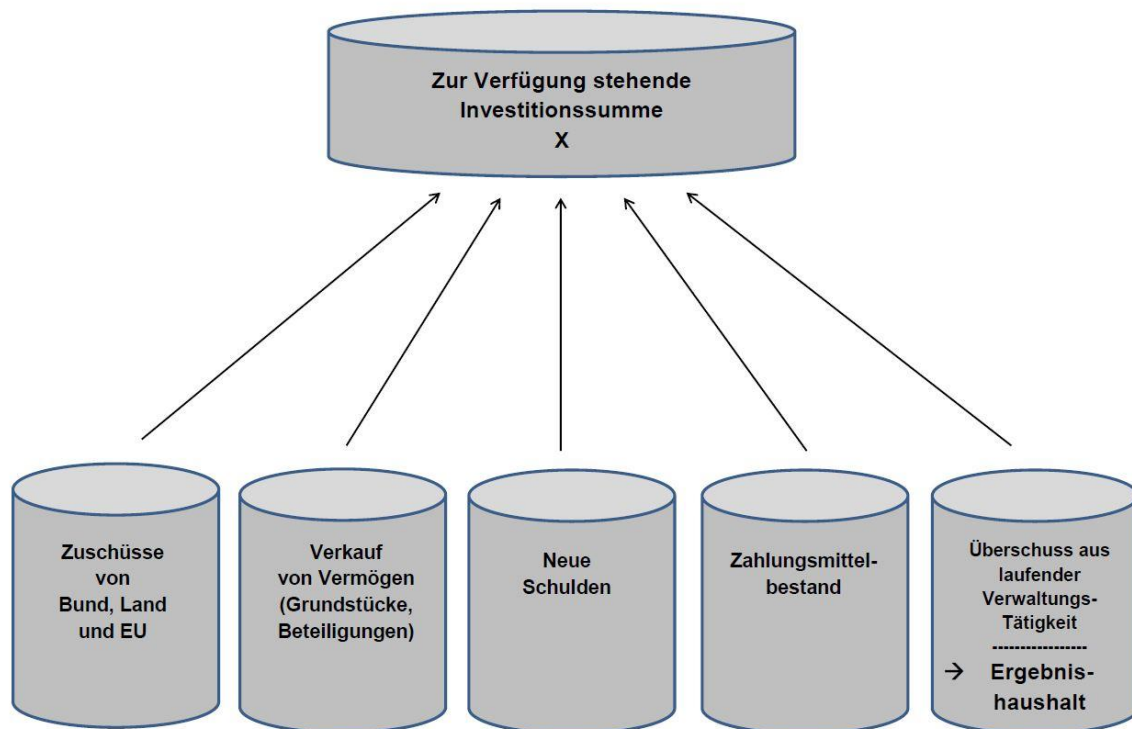 Zur Verfügung stehende
Investitionssumme
X
Zuschüsse
von
Bund, Land
und EU
Verkauf
von Vermögen
(Grundstücke,
Beteiligungen)
Neue
Schulden
Zahlungsmittel-
bestand
Überschuss aus
laufender
Verwaltungs-
Tätigkeit
-----------------
→ Ergebnis-
haushalt